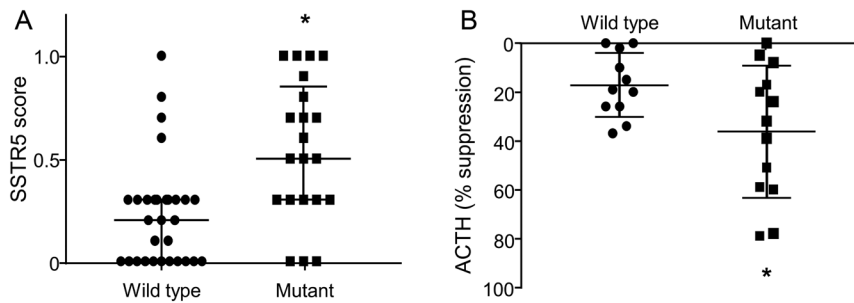 A
SSTR5 score
1.0
0.5
0
*
Wild type
Mutant
B
ACTH (% suppression)
Wild type
Mutant
0
20
40
60
80
100
*